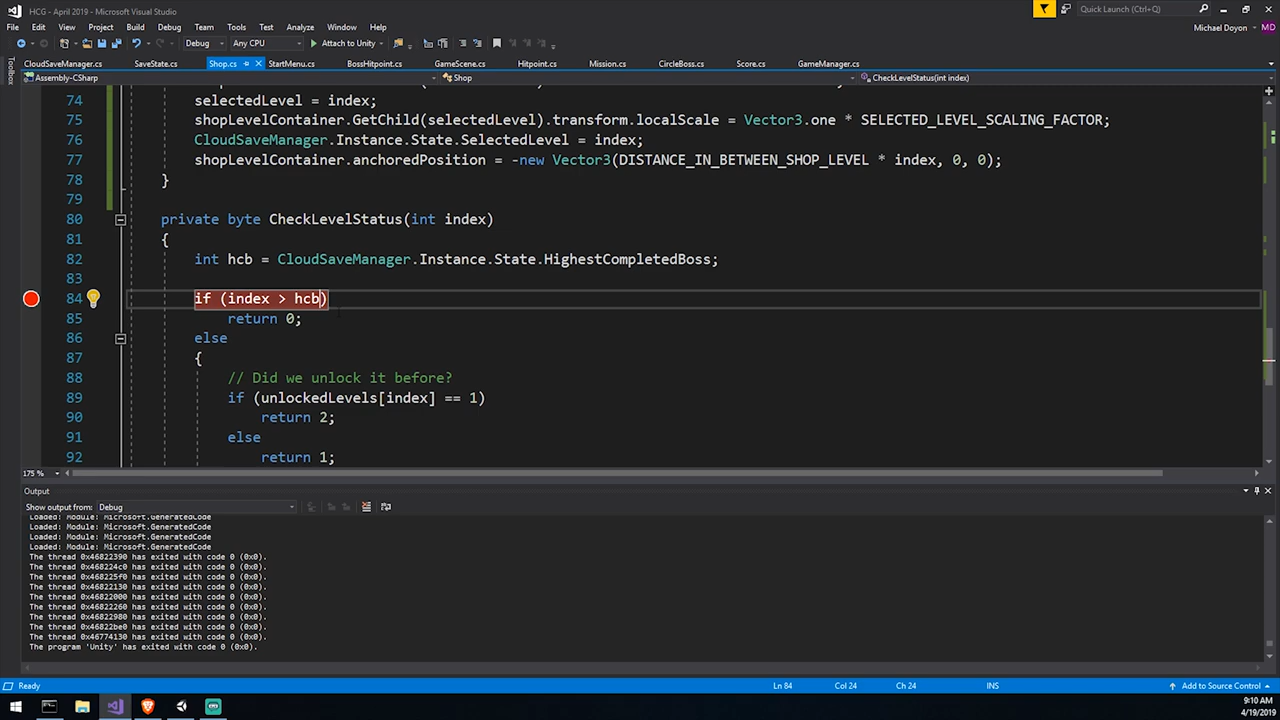 HCG - April 2019 - Microsoft Visual Studio
Quick Launch (Ctrl+Q)
File Edit View Project Build Debug Team Tools Test Analyze Window Help
Michael Doyon MD
Debug Any CPU Attach to Unity
Toolbox
CloudSaveManager.cs SaveState.cs Shop.cs StartMenu.cs BossHitpoint.cs GameScene.cs Hitpoint.cs Mission.cs CircleBoss.cs Score.cs GameManager.cs
Assembly-CSharp Shop CheckLevelStatus(int index)
74 selectedLevel = index;
75 shopLevelContainer.GetChild(selectedLevel).transform.localScale = Vector3.one * SELECTED_LEVEL_SCALING_FACTOR;
76 CloudSaveManager.Instance.State.SelectedLevel = index;
77 shopLevelContainer.anchoredPosition = -new Vector3(DISTANCE_IN_BETWEEN_SHOP_LEVEL * index, 0, 0);
78 }
79
80 private byte CheckLevelStatus(int index)
81 {
82 int hcb = CloudSaveManager.Instance.State.HighestCompletedBoss;
83
84 if (index > hcb)
85 return 0;
86 else
87 {
88 // Did we unlock it before?
89 if (unlockedLevels[index] == 1)
90 return 2;
91 else
92 return 1;
175 %
Output
Show output from: Debug
Loaded: Module: Microsoft.GeneratedCode
Loaded: Module: Microsoft.GeneratedCode
Loaded: Module: Microsoft.GeneratedCode
Loaded: Module: Microsoft.GeneratedCode
The thread 0x46822390 has exited with code 0 (0x0).
The thread 0x468224c0 has exited with code 0 (0x0).
The thread 0x468225f0 has exited with code 0 (0x0).
The thread 0x46822130 has exited with code 0 (0x0).
The thread 0x46822000 has exited with code 0 (0x0).
The thread 0x46822260 has exited with code 0 (0x0).
The thread 0x46822980 has exited with code 0 (0x0).
The thread 0x46822be0 has exited with code 0 (0x0).
The thread 0x46774130 has exited with code 0 (0x0).
The program 'Unity' has exited with code 0 (0x0).
Ready Ln 84 Col 24 Ch 24 INS Add to Source Control
9:10 AM
4/19/2019